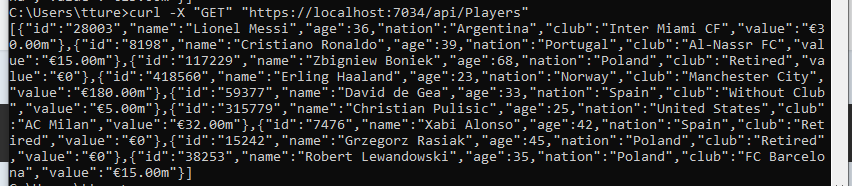 C:\Users\tture>curl -X "GET" "https://localhost:7034/api/Players"
[{"id":"28003","name":"Lionel Messi","age":36,"nation":"Argentina","club":"Inter Miami CF","value":"€3
0.00m"},{"id":"8198","name":"Cristiano Ronaldo","age":39,"nation":"Portugal","club":"Al-Nassr FC","val
ue":"€15.00m"},{"id":"117229","name":"Zbigniew Boniek","age":68,"nation":"Poland","club":"Retired","va
lue":"€0"},{"id":"418560","name":"Erling Haaland","age":23,"nation":"Norway","club":"Manchester City",
"value":"€180.00m"},{"id":"59377","name":"David de Gea","age":33,"nation":"Spain","club":"Without Club
","value":"€5.00m"},{"id":"315779","name":"Christian Pulisic","age":25,"nation":"United States","club"
:"AC Milan","value":"€32.00m"},{"id":"7476","name":"Xabi Alonso","age":42,"nation":"Spain","club":"Ret
ired","value":"€0"},{"id":"15242","name":"Grzegorz Rasiak","age":45,"nation":"Poland","club":"Retired"
,"value":"€0"},{"id":"38253","name":"Robert Lewandowski","age":35,"nation":"Poland","club":"FC Barcelo
na","value":"€15.00m"}]